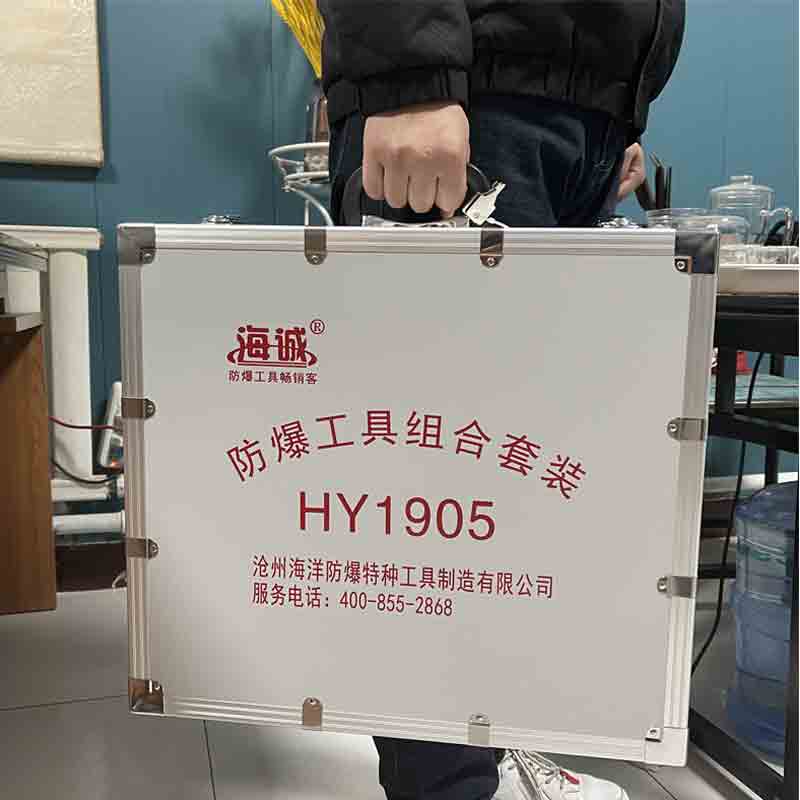 海诚®
防爆工具畅销客
防爆工具组合套装
HY1905
沧州海洋防爆特种工具制造有限公司
服务电话：400-855-2868